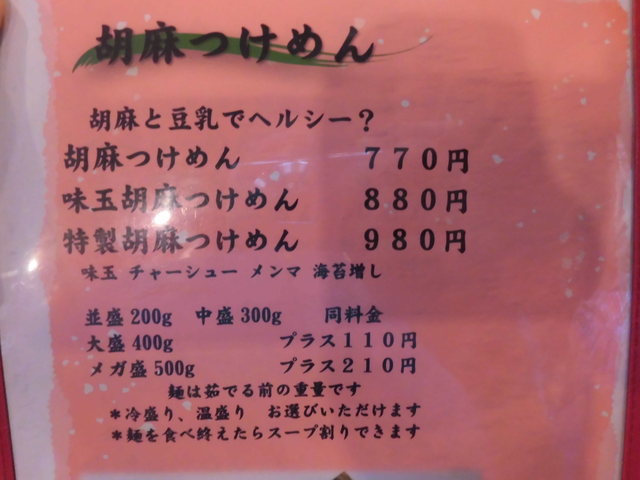 胡麻つけめん
胡麻と豆乳でヘルシー？
胡麻つけめん ７７０円
味玉胡麻つけめん ８８０円
特製胡麻つけめん ９８０円
味玉 チャーシュー メンマ 海苔増し
並盛200g 中盛300g 同料金
大盛400g プラス１１０円
メガ盛500g プラス２１０円
麺は茹でる前の重量です
＊冷盛り、温盛り お選びいただけます
＊麺を食べ終えたらスープ割りできます